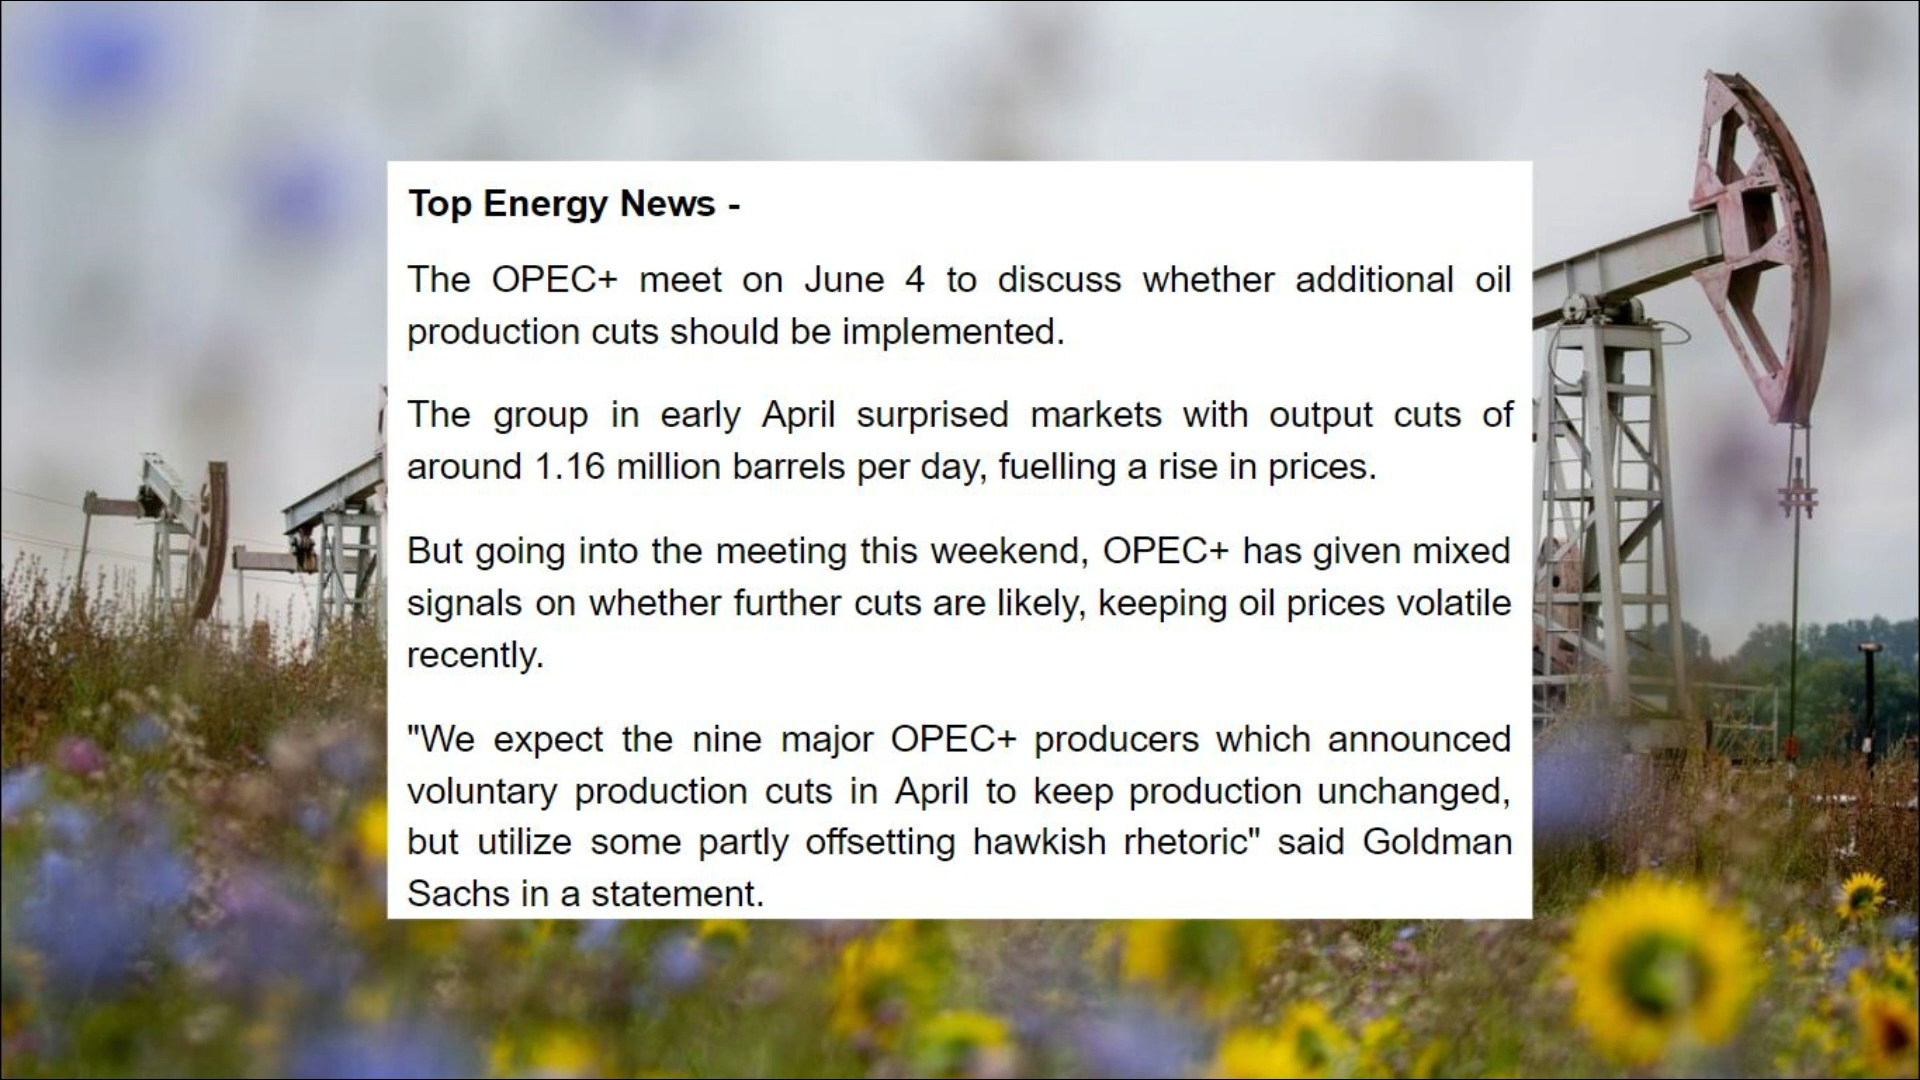 Top Energy News -
The OPEC+ meet on June 4 to discuss whether additional oil
production cuts should be implemented.
The group in early April surprised markets with output cuts of
around 1.16 million barrels per day, fuelling a rise in prices.
But going into the meeting this weekend, OPEC+ has given mixed
signals on whether further cuts are likely, keeping oil prices volatile
recently.
"We expect the nine major OPEC+ producers which announced
voluntary production cuts in April to keep production unchanged,
but utilize some partly offsetting hawkish rhetoric" said Goldman
Sachs in a statement.